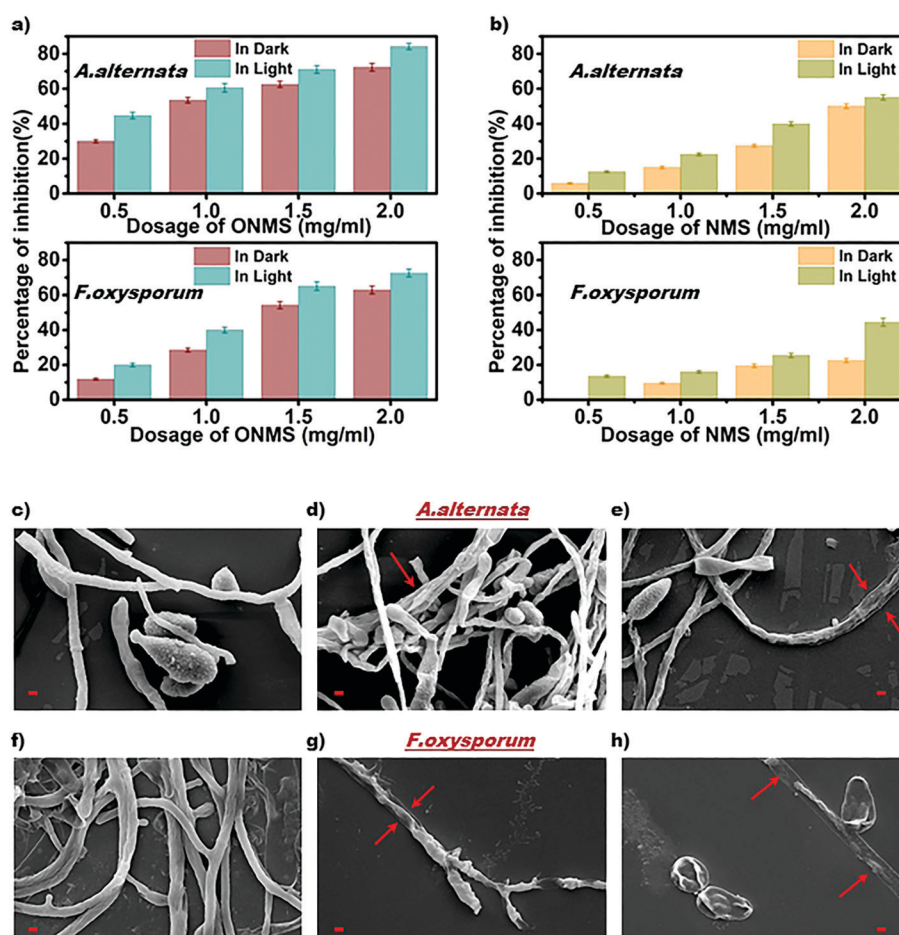 a)
In Dark
In Light
A.alternata
80
60
40
20
0
0.5 1.0 1.5 2.0
Dosage of ONMS (mg/ml)
In Dark
In Light
F.oxysporum
80
60
40
20
0
0.5 1.0 1.5 2.0
Dosage of ONMS (mg/ml)
Percentage of inhibition(%)
b)
In Dark
In Light
A.alternata
80
60
40
20
0
0.5 1.0 1.5 2.0
Dosage of NMS (mg/ml)
In Dark
In Light
F.oxysporum
80
60
40
20
0
0.5 1.0 1.5 2.0
Dosage of NMS (mg/ml)
Percentage of inhibition(%)
A.alternata
c) d) e)
F.oxysporum
f) g) h)